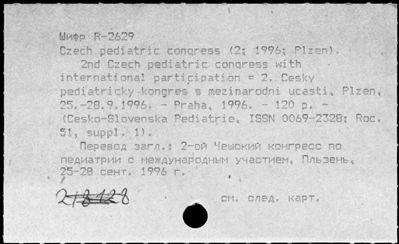 Шифр R-2629
Czech pediatric congress (2; 1996; Plzen).
2nd Czech pediatric congress with
international participation = 2. Cesky
pediatricky kongres s mezinarodni ucasti, Plzen,
25.-28.9.1996. - Praha, 1996. - 120 p. -
(Cesko-Slovenska Pediatrie, ISSN 0069-2328; Roc.
51, suppl. 1).
Перевод загл.: 2-ой Чешский конгресс по
педиатрии с международным участием, Пльзень,
25-28 сент. 1996 г.
218128 см. след. карт.